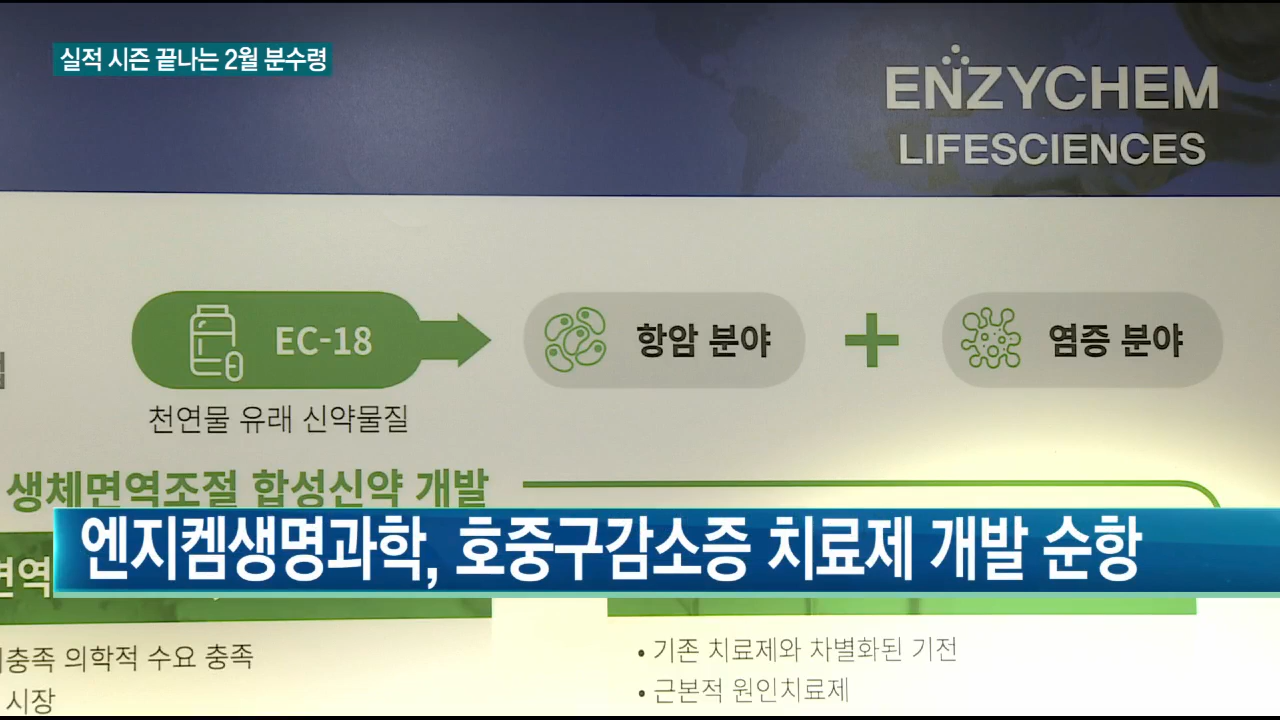 실적 시즌 끝나는 2월 분수령
ENZYCHEM
LIFESCIENCES
EC-18
항암 분야
염증 분야
천연물 유래 신약물질
생체면역조절 합성신약 개발
엔지켐생명과학, 호중구감소증 치료제 개발 순항
면역
충족 의학적 수요 충족
시장
• 기존 치료제와 차별화된 기전
• 근본적 원인치료제